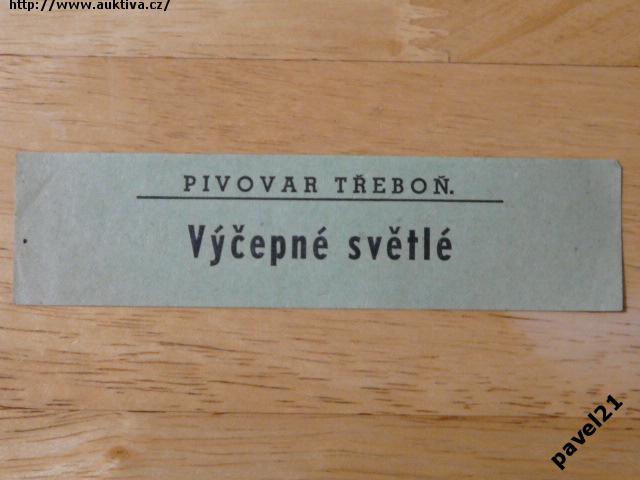 http://www.auktiva.cz/
PIVOVAR TŘEBOŇ.
Výčepné světlé
pavel21